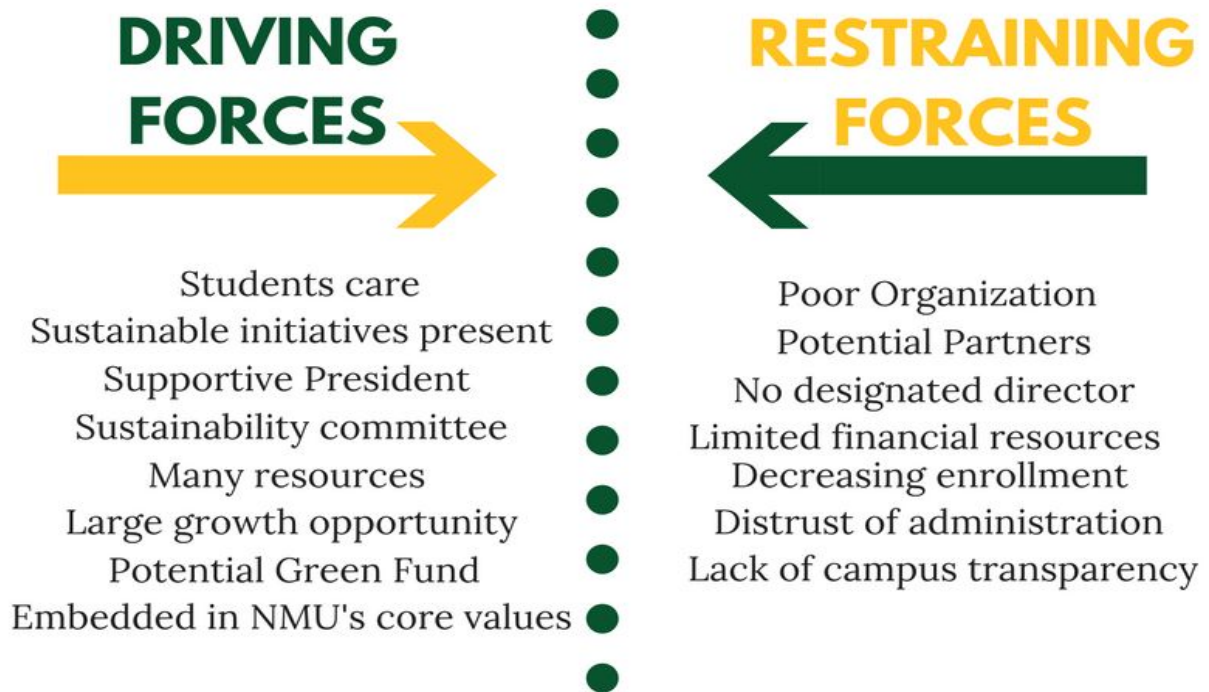 DRIVING
FORCES
Students care
Sustainable initiatives present
Supportive President
Sustainability committee
Many resources
Large growth opportunity
Potential Green Fund
Embedded in NMU's core values
RESTRAINING
FORCES
Poor Organization
Potential Partners
No designated director
Limited financial resources
Decreasing enrollment
Distrust of administration
Lack of campus transparency